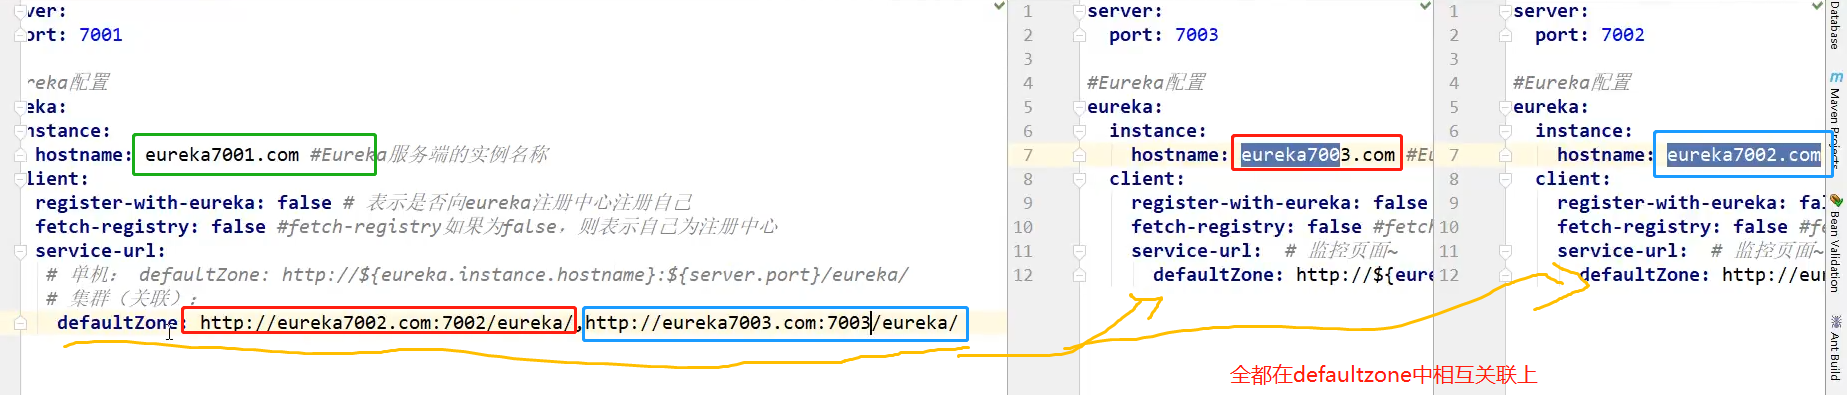 ver:
ort: 7001
reka配置
eka:
nstance:
hostname: eureka7001.com #Eureka服务端的实例名称
lient:
register-with-eureka: false # 表示是否向eureka注册中心注册自己
fetch-registry: false #fetch-registry如果为false，则表示自己为注册中心
service-url:
# 单机： defaultZone: http://${eureka.instance.hostname}:${server.port}/eureka/
# 集群（关联）：
defaultZone: http://eureka7002.com:7002/eureka/,http://eureka7003.com:7003/eureka/
1 server:
2 port: 7003
3
4 #Eureka配置
5 eureka:
6 instance:
7 hostname: eureka7003.com #Eu
8 client:
9 register-with-eureka: false
10 fetch-registry: false #fetch
11 service-url: # 监控页面~
12 defaultZone: http://${eure
1 server:
2 port: 7002
3
4 #Eureka配置
5 eureka:
6 instance:
7 hostname: eureka7002.com
8 client:
9 register-with-eureka: fal
10 fetch-registry: false #f
11 service-url: # 监控页面~
12 defaultZone: http://eur
全都在defaultzone中相互关联上
Database
m Maven Projects
Bean Validation
Ant Build